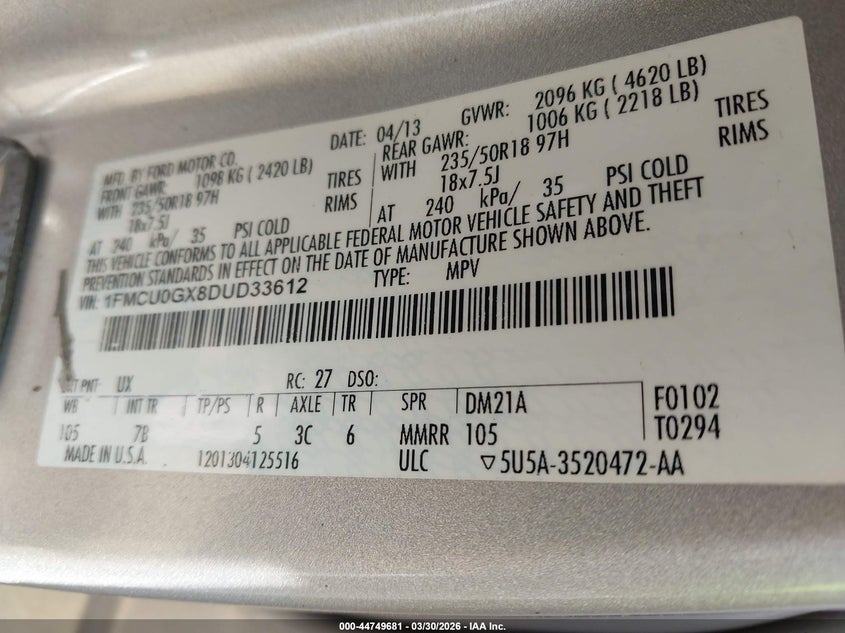 MFD. BY FORD MOTOR CO.
DATE: 04/13
GVWR: 2096 KG ( 4620 LB)
FRONT GAWR: 1098 KG ( 2420 LB)
REAR GAWR: 1006 KG ( 2218 LB)
WITH 235/50R18 97H TIRES
WITH 235/50R18 97H TIRES
18x7.5J RIMS
18x7.5J RIMS
AT 240 kPa/ 35 PSI COLD
AT 240 kPa/ 35 PSI COLD
THIS VEHICLE CONFORMS TO ALL APPLICABLE FEDERAL MOTOR VEHICLE SAFETY AND THEFT
PREVENTION STANDARDS IN EFFECT ON THE DATE OF MANUFACTURE SHOWN ABOVE.
VIN: 1FMCU0GX8DUD33612 TYPE: MPV
PNT: UX RC: 27 DSO:
WB INT TR TP/PS R AXLE TR SPR DM21A F0102
105 7B 5 3C 6 MMRR 105 T0294
MADE IN U.S.A. 1201304125516 ULC ▽5U5A-3520472-AA
000-44749681 - 03/30/2026 - IAA Inc.